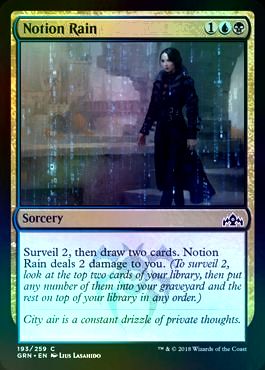 Notion Rain 1
Sorcery
Surveil 2, then draw two cards. Notion
Rain deals 2 damage to you. (To surveil 2,
look at the top two cards of your library, then put
any number of them into your graveyard and the
rest on top of your library in any order.)
City air is a constant drizzle of private thoughts.
193/259 C
GRN • EN LIUS LASAHIDO
™ & © 2018 Wizards of the Coast